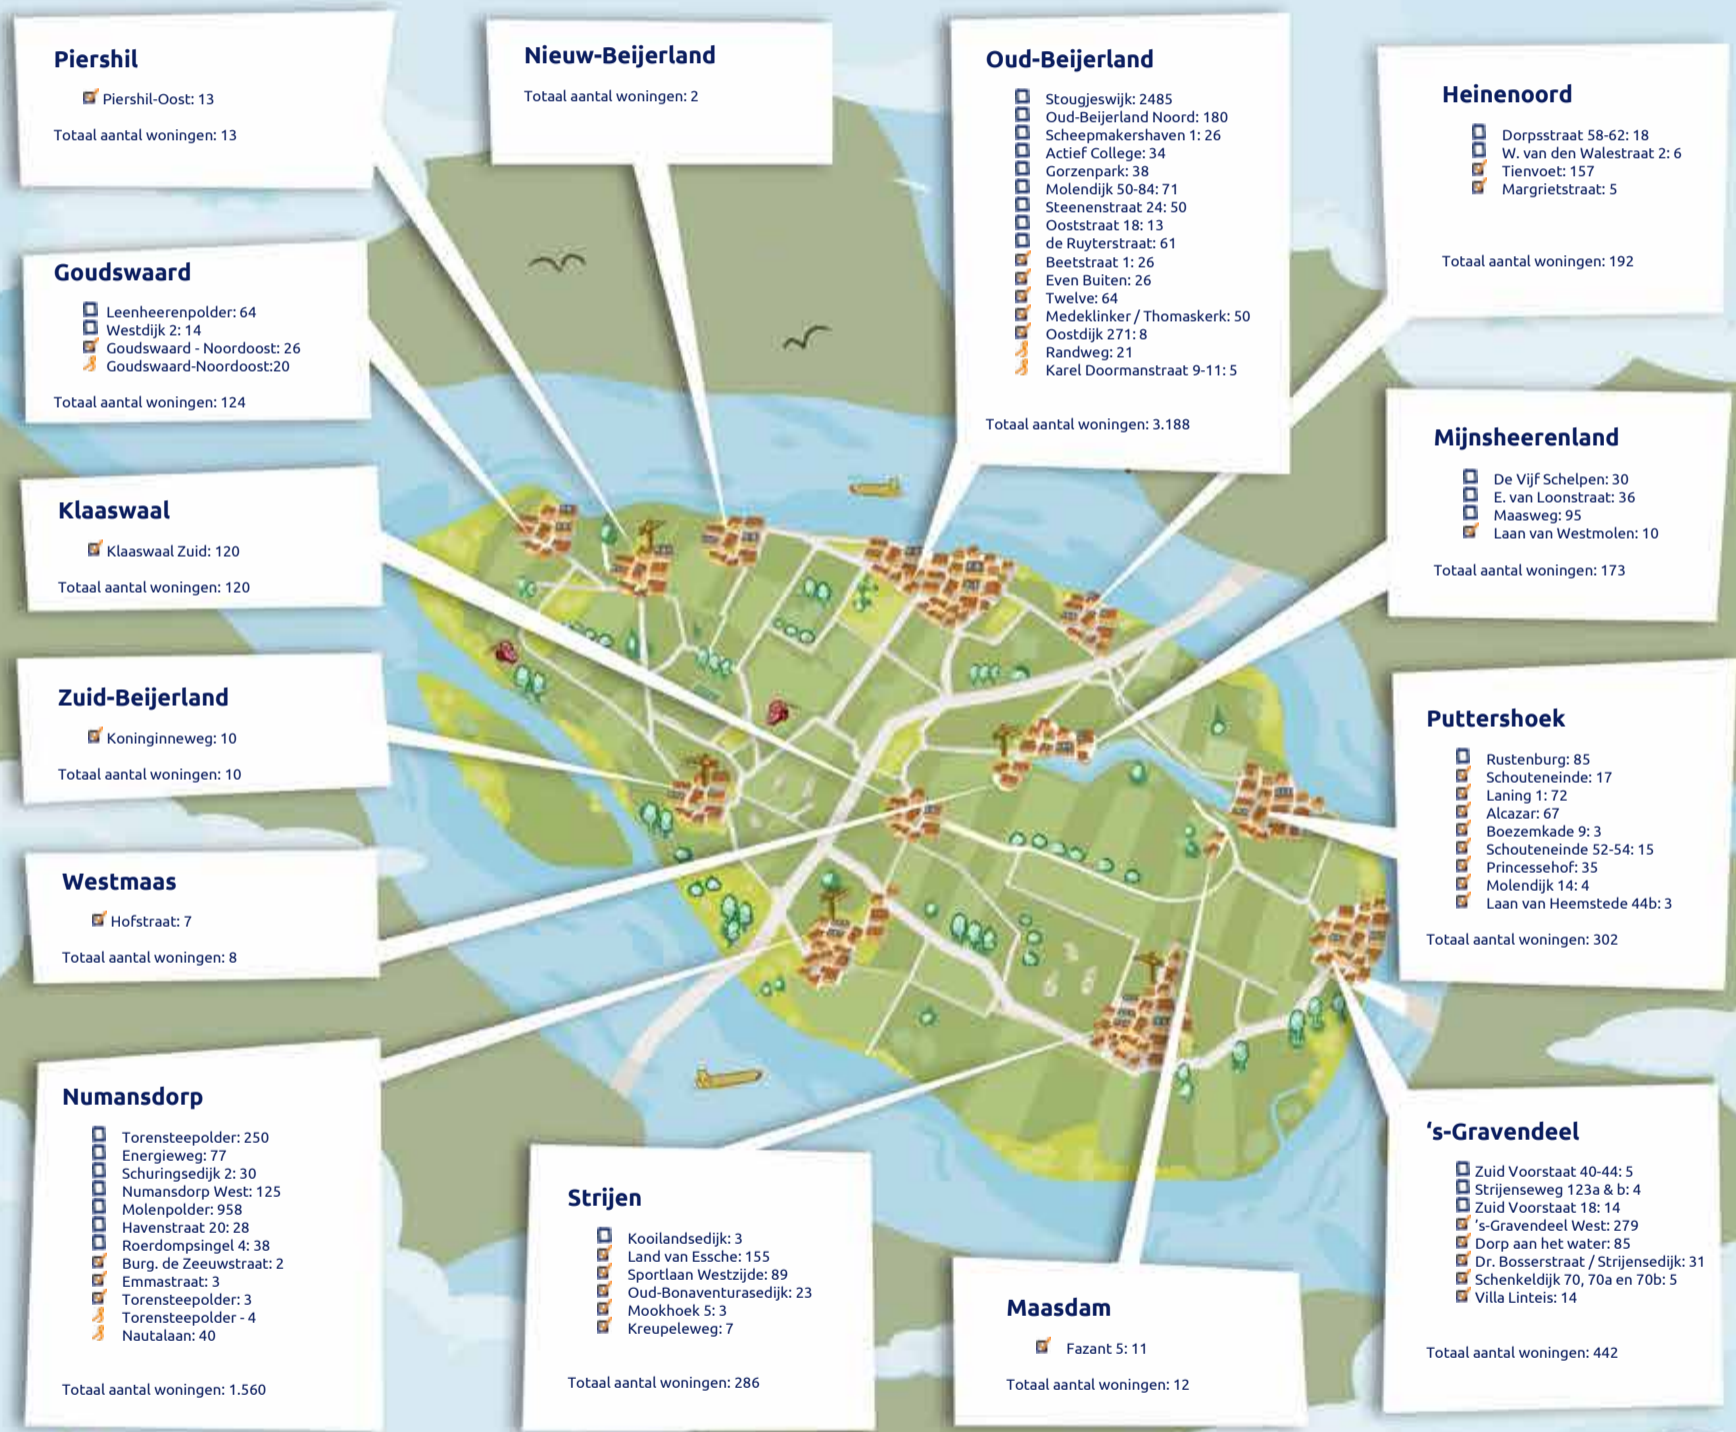 Piershil
Piershil-Oost: 13
Totaal aantal woningen: 13
Nieuw-Beijerland
Totaal aantal woningen: 2
Oud-Beijerland
Stougjeswijk: 2485
Oud-Beijerland Noord: 180
Scheepmakershaven 1: 26
Actief College: 34
Gorzenpark: 38
Molendijk 50-84: 71
Steenenstraat 24: 50
Ooststraat 18: 13
de Ruyterstraat: 61
Beetstraat 1: 26
Even Buiten: 26
Twelve: 64
Medeklinker / Thomaskerk: 50
Oostdijk 271: 8
Randweg: 21
Karel Doormanstraat 9-11: 5
Totaal aantal woningen: 3.188
Heinenoord
Dorpsstraat 58-62: 18
W. van den Walestraat 2: 6
Tienvoet: 157
Margrietstraat: 5
Totaal aantal woningen: 192
Goudswaard
Leenheerenpolder: 64
Westdijk 2: 14
Goudswaard - Noordoost: 26
Goudswaard-Noordoost:20
Totaal aantal woningen: 124
Mijnsheerenland
De Vijf Schelpen: 30
E. van Loonstraat: 36
Maasweg: 95
Laan van Westmolen: 10
Totaal aantal woningen: 173
Klaaswaal
Klaaswaal Zuid: 120
Totaal aantal woningen: 120
Zuid-Beijerland
Koninginneweg: 10
Totaal aantal woningen: 10
Puttershoek
Rustenburg: 85
Schouteneinde: 17
Laning 1: 72
Alcazar: 67
Boezemkade 9: 3
Schouteneinde 52-54: 15
Princessehof: 35
Molendijk 14: 4
Laan van Heemstede 44b: 3
Totaal aantal woningen: 302
Westmaas
Hofstraat: 7
Totaal aantal woningen: 8
Numansdorp
Torensteepolder: 250
Energieweg: 77
Schuringsedijk 2: 30
Numansdorp West: 125
Molenpolder: 958
Havenstraat 20: 28
Roerdompsingel 4: 38
Burg. de Zeeuwstraat: 2
Emmastraat: 3
Torensteepolder: 3
Torensteepolder - 4
Nautalaan: 40
Totaal aantal woningen: 1.560
Strijen
Kooilandsedijk: 3
Land van Essche: 155
Sportlaan Westzijde: 89
Oud-Bonaventurasedijk: 23
Mookhoek 5: 3
Kreupeleweg: 7
Totaal aantal woningen: 286
Maasdam
Fazant 5: 11
Totaal aantal woningen: 12
‘s-Gravendeel
Zuid Voorstaat 40-44: 5
Strijenseweg 123a & b: 4
Zuid Voorstaat 18: 14
’s-Gravendeel West: 279
Dorp aan het water: 85
Dr. Bosserstraat / Strijensedijk: 31
Schenkeldijk 70, 70a en 70b: 5
Villa Linteis: 14
Totaal aantal woningen: 442